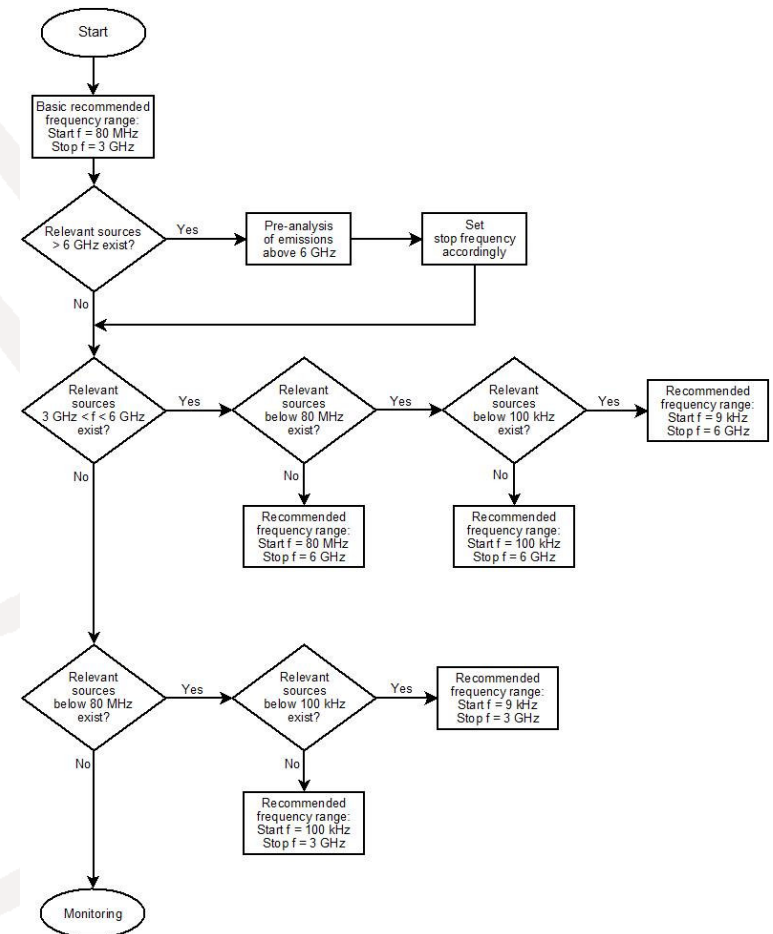 Start
Basic recommended
frequency range:
Start f = 80 MHz
Stop f = 3 GHz
Relevant sources
> 6 GHz exist?
Yes
Pre-analysis
of emissions
above 6 GHz
Set
stop frequency
accordingly
No
Relevant
sources
3 GHz < f < 6 GHz
exist?
Yes
Relevant
sources
below 80 MHz
exist?
Yes
Relevant
sources
below 100 kHz
exist?
Yes
Recommended
frequency range:
Start f = 9 kHz
Stop f = 6 GHz
No
No
No
Recommended
frequency range:
Start f = 80 MHz
Stop f = 6 GHz
Recommended
frequency range:
Start f = 100 kHz
Stop f = 6 GHz
Relevant
sources
below 80 MHz
exist?
Yes
Relevant
sources
below 100 kHz
exist?
Yes
Recommended
frequency range:
Start f = 9 kHz
Stop f = 3 GHz
No
No
Recommended
frequency range:
Start f = 100 kHz
Stop f = 3 GHz
Monitoring